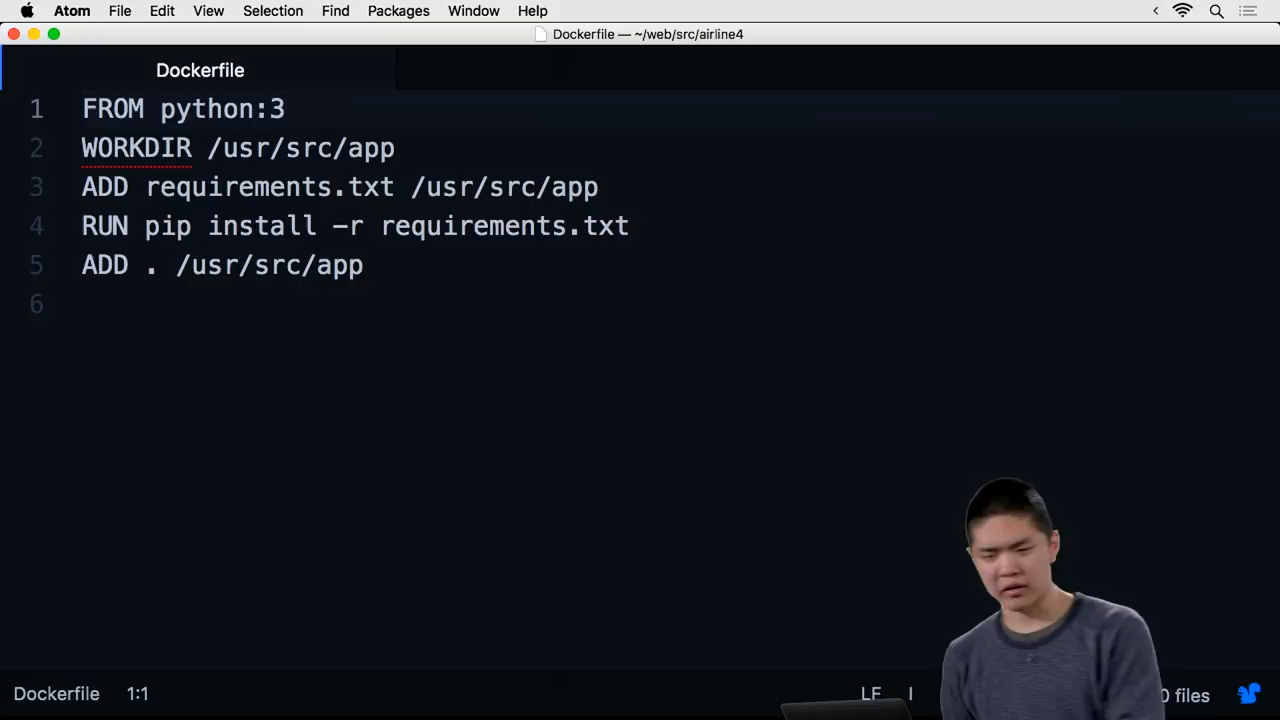 Atom File Edit View Selection Find Packages Window Help
Dockerfile — ~/web/src/airline4
Dockerfile
1 FROM python:3
2 WORKDIR /usr/src/app
3 ADD requirements.txt /usr/src/app
4 RUN pip install -r requirements.txt
5 ADD . /usr/src/app
6
Dockerfile 1:1 LF 0 files